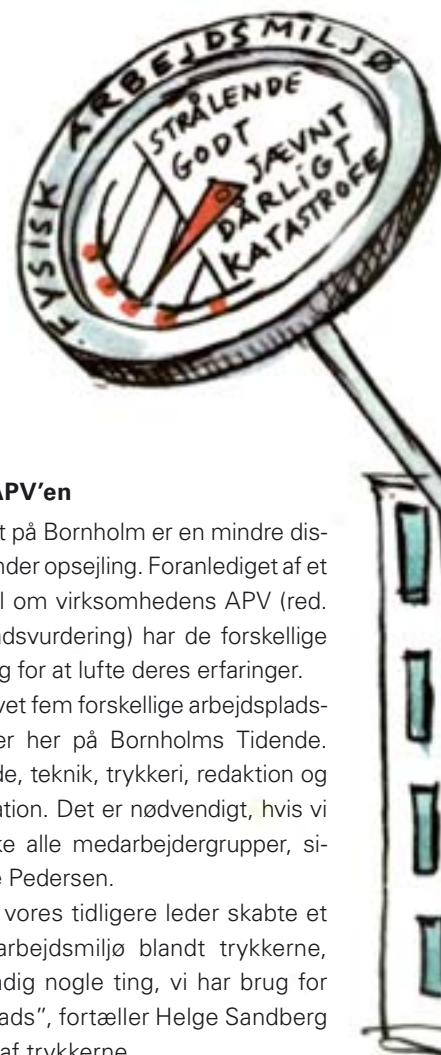 FYSISK ARBEJDSMILJØ
STRÅLENDE
GODT
JÆVNT
DÅRLIGT
KATASTROFE
APV’en
t på Bornholm er en mindre dis-
nder opsejling. Foranlediget af et
l om virksomhedens APV (red.
adsvurdering) har de forskellige
g for at lufte deres erfaringer.
vet fem forskellige arbejdsplads-
er her på Bornholms Tidende.
de, teknik, trykkeri, redaktion og
ation. Det er nødvendigt, hvis vi
ke alle medarbejdergrupper, si-
e Pedersen.
vores tidligere leder skabte et
arbejdsmiljø blandt trykkerne,
adig nogle ting, vi har brug for
ads”, fortæller Helge Sandberg
af trykkerne